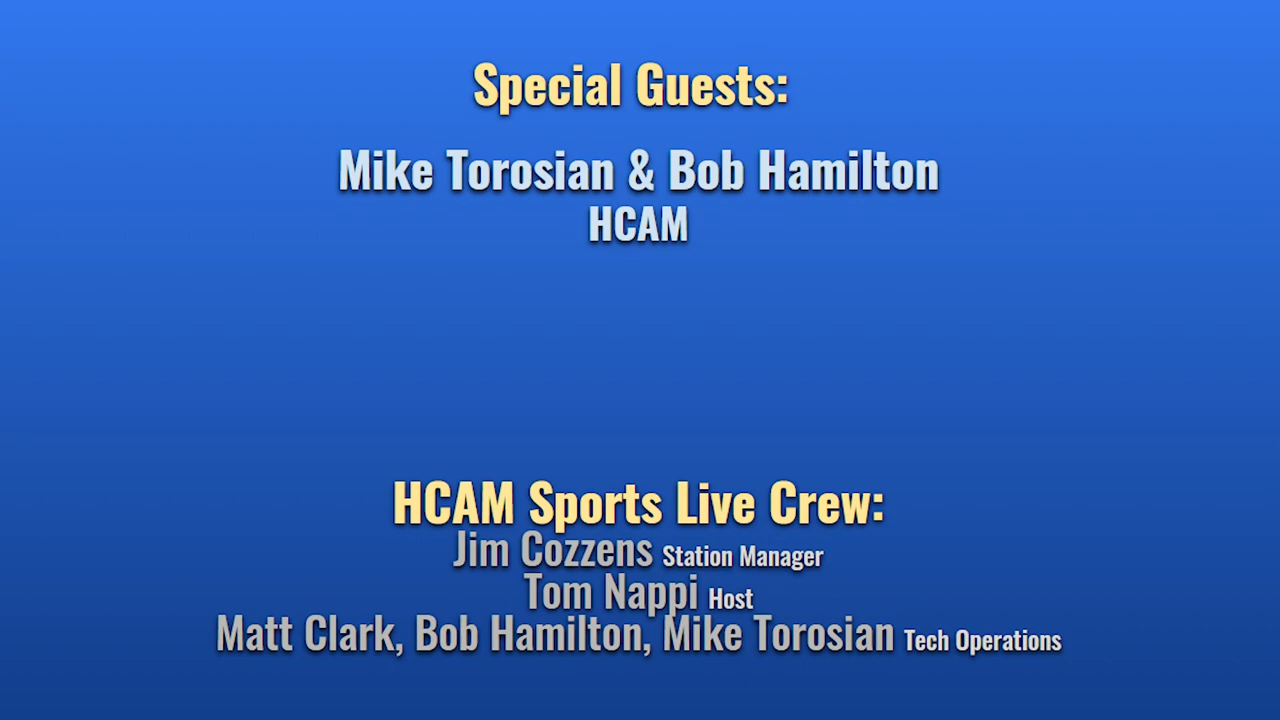 Special Guests:
Mike Torosian & Bob Hamilton
HCAM
HCAM Sports Live Crew:
Jim Cozzens Station Manager
Tom Nappi Host
Matt Clark, Bob Hamilton, Mike Torosian Tech Operations